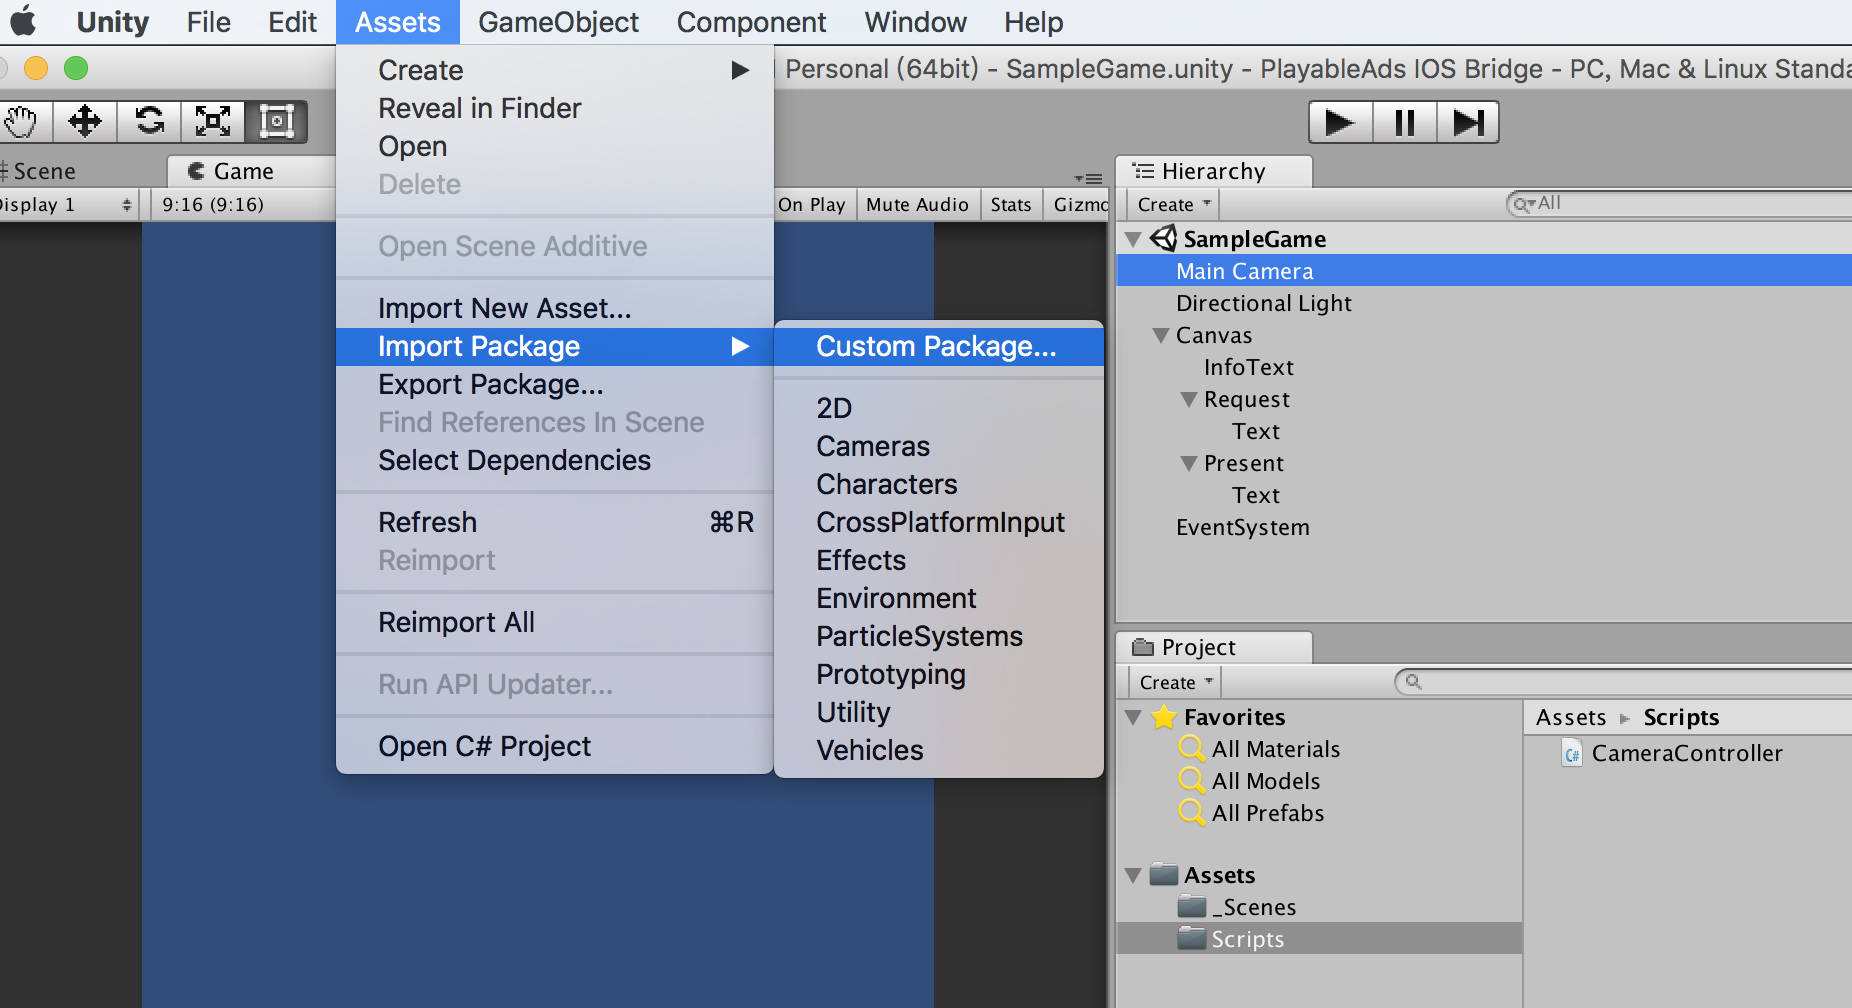 Unity File Edit Assets GameObject Component Window Help
Personal (64bit) - SampleGame.unity - PlayableAds IOS Bridge - PC, Mac & Linux
Create
Reveal in Finder
Open
Delete
Open Scene Additive
Import New Asset...
Import Package
Export Package...
Find References In Scene
Select Dependencies
Refresh ⌘R
Reimport
Reimport All
Run API Updater...
Open C# Project
Custom Package...
2D
Cameras
Characters
CrossPlatformInput
Effects
Environment
ParticleSystems
Prototyping
Utility
Vehicles
Scene Game
Display 1 9:16 (9:16) On Play Mute Audio Stats
Hierarchy
Create All
SampleGame
Main Camera
Directional Light
Canvas
InfoText
Request
Text
Present
Text
EventSystem
Project
Create
Favorites
All Materials
All Models
All Prefabs
Assets
_Scenes
Scripts
Assets Scripts
C# CameraController